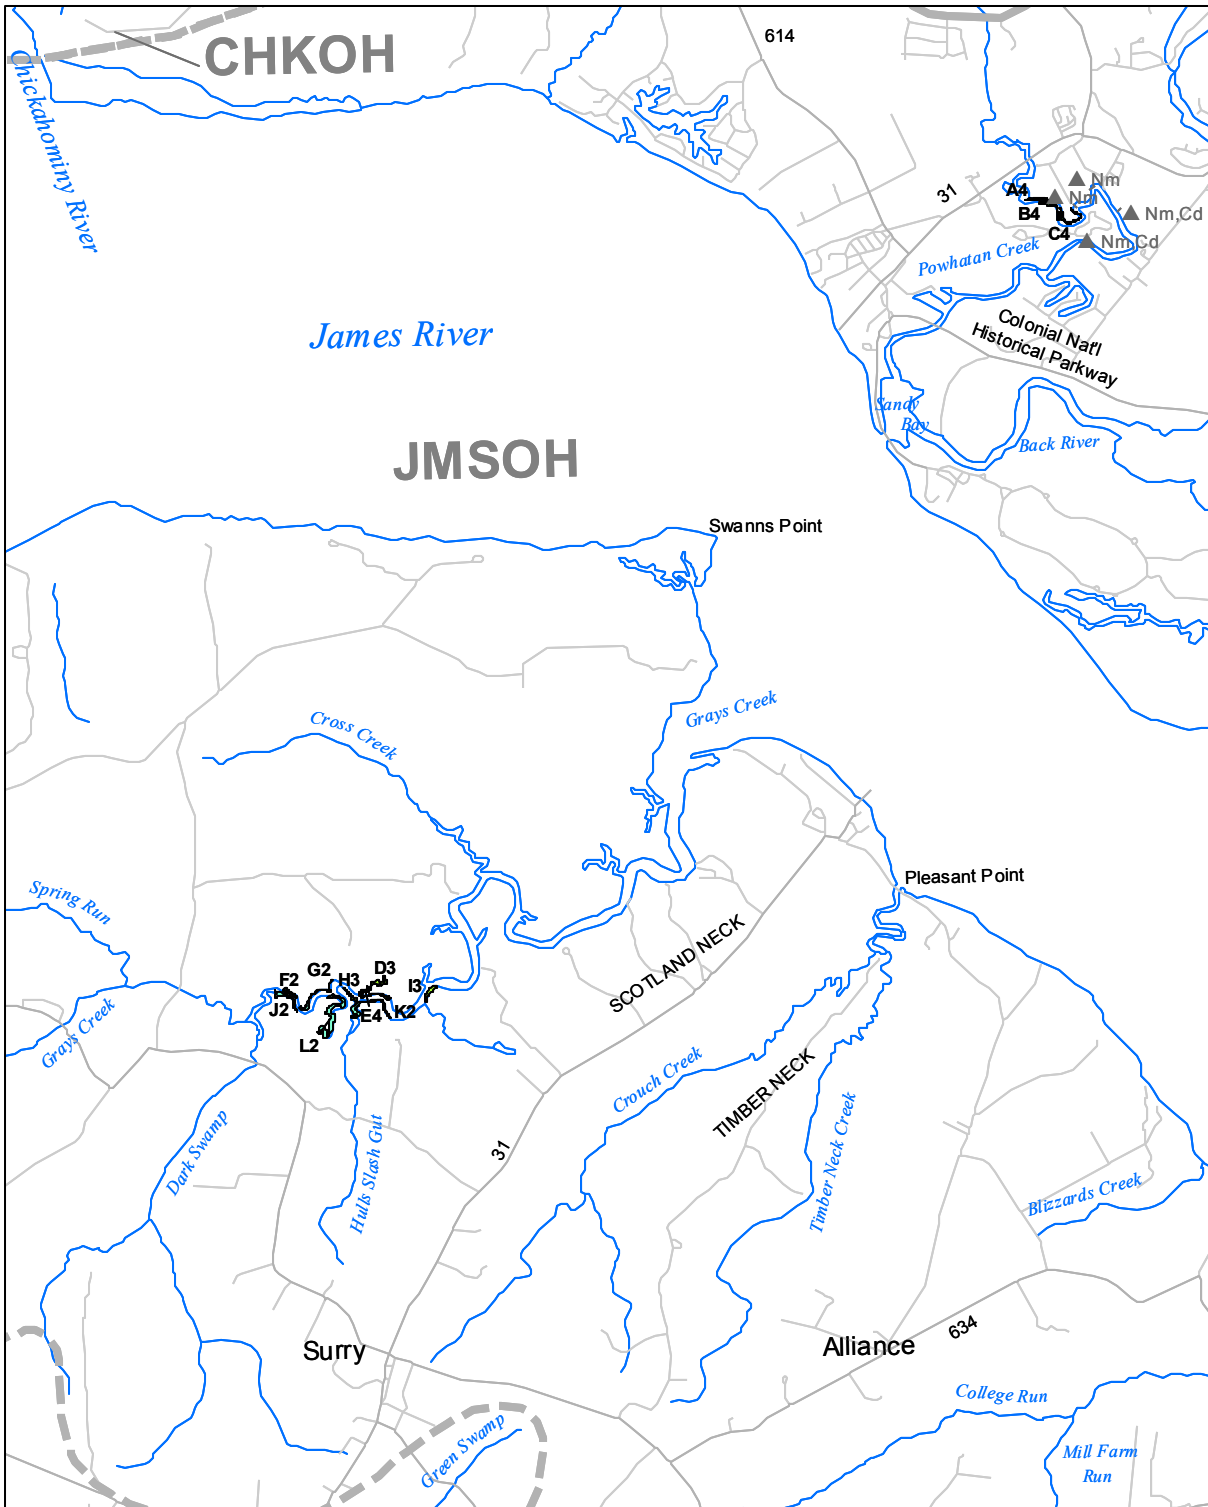 CHKOH
614
Chickahominy River
31
A4
Nm
Nm
B4
Nm,Cd
C4
Nm,Cd
Powhatan Creek
James River
Colonial Nat'l
Historical Parkway
Sandy
Bay
Back River
JMSOH
Swanns Point
Grays Creek
Cross Creek
Pleasant Point
Spring Run
SCOTLAND NECK
F2
G2
H3
D3
I3
J2
E4
K2
L2
Grays Creek
Crouch Creek
TIMBER NECK
Timber Neck Creek
Dark Swamp
Hulls Slash Gut
31
Blizzards Creek
Surry
Alliance
634
College Run
Green Swamp
Mill Farm
Run